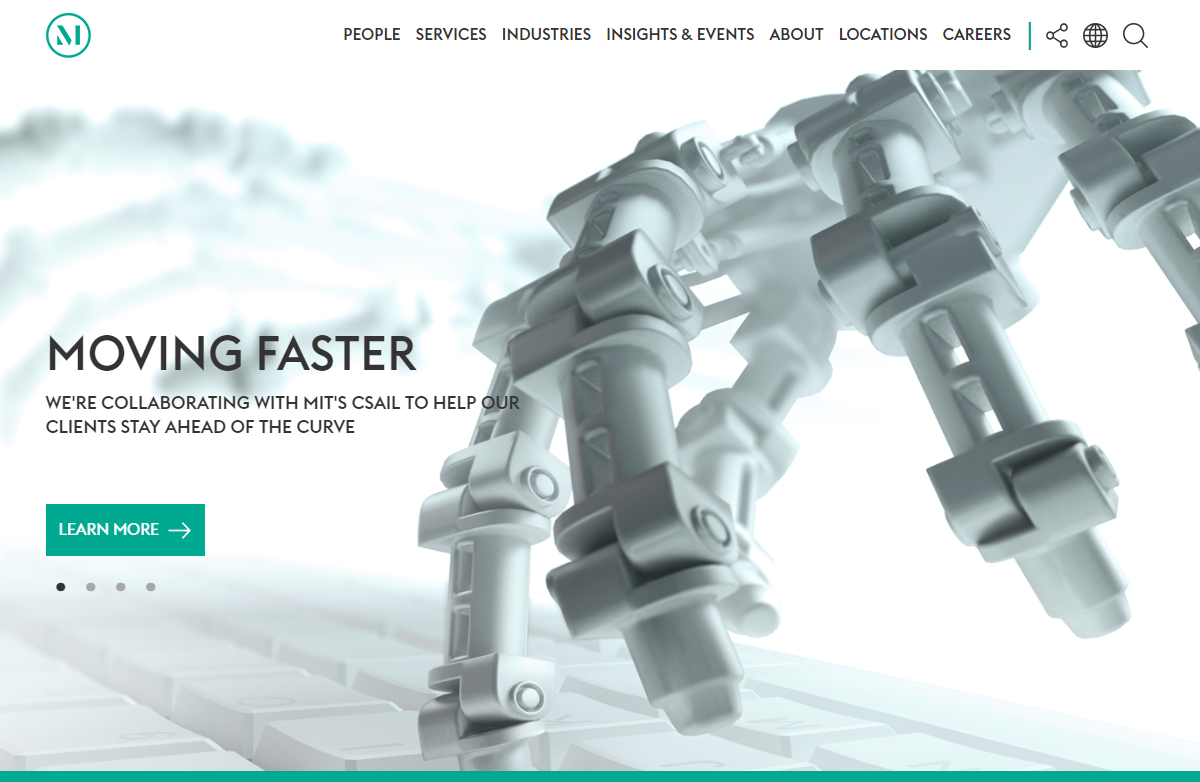 M
PEOPLE SERVICES INDUSTRIES INSIGHTS & EVENTS ABOUT LOCATIONS CAREERS
MOVING FASTER
WE'RE COLLABORATING WITH MIT'S CSAIL TO HELP OUR
CLIENTS STAY AHEAD OF THE CURVE
LEARN MORE